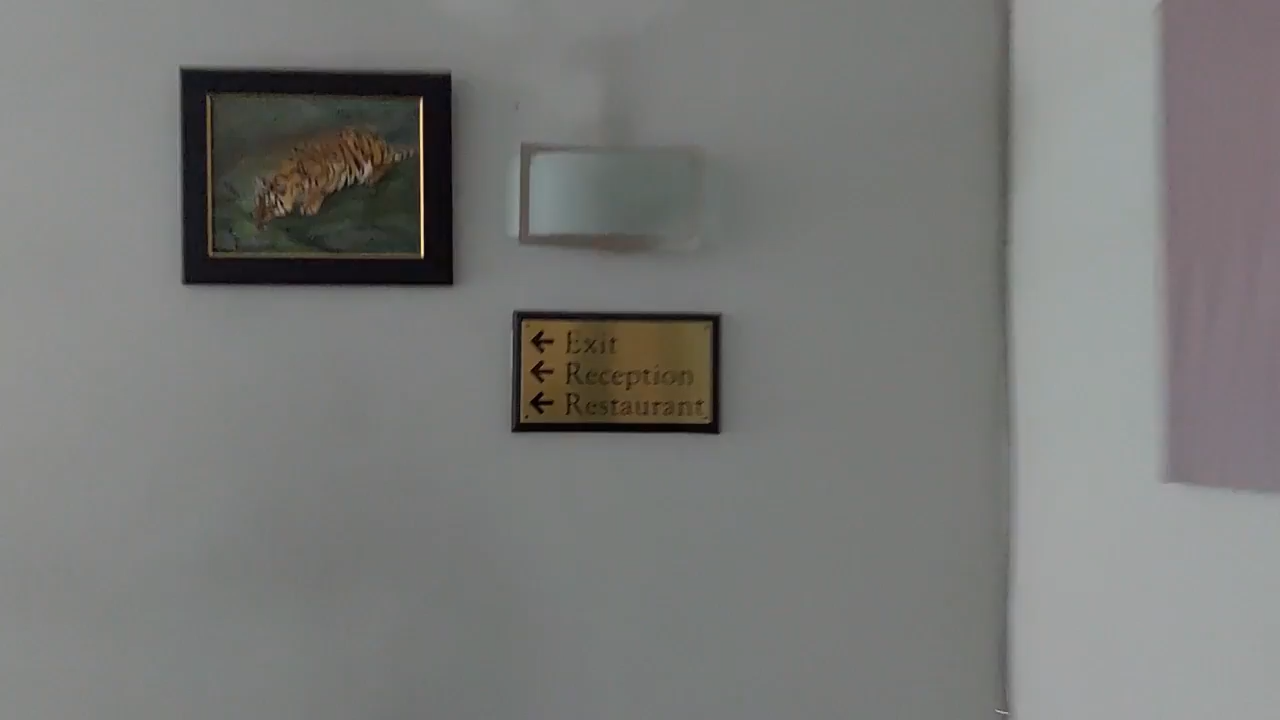 ← Exit
← Reception
← Restaurant